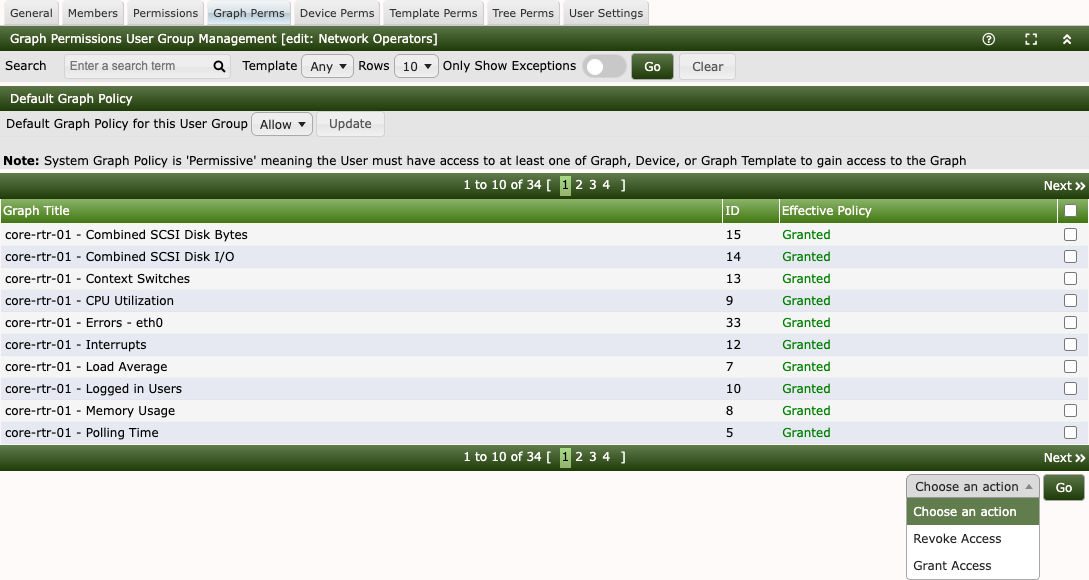 General Members Permissions Graph Perms Device Perms Template Perms Tree Perms User Settings
Graph Permissions User Group Management [edit: Network Operators]
Search Enter a search term Template Any Rows 10 Only Show Exceptions Go Clear
Default Graph Policy
Default Graph Policy for this User Group Allow Update
Note: System Graph Policy is 'Permissive' meaning the User must have access to at least one of Graph, Device, or Graph Template to gain access to the Graph
1 to 10 of 34 [ 1 2 3 4 ] Next
Graph Title ID Effective Policy
core-rtr-01 - Combined SCSI Disk Bytes 15 Granted
core-rtr-01 - Combined SCSI Disk I/O 14 Granted
core-rtr-01 - Context Switches 13 Granted
core-rtr-01 - CPU Utilization 9 Granted
core-rtr-01 - Errors - eth0 33 Granted
core-rtr-01 - Interrupts 12 Granted
core-rtr-01 - Load Average 7 Granted
core-rtr-01 - Logged in Users 10 Granted
core-rtr-01 - Memory Usage 8 Granted
core-rtr-01 - Polling Time 5 Granted
1 to 10 of 34 [ 1 2 3 4 ] Next
Choose an action Go
Choose an action
Revoke Access
Grant Access